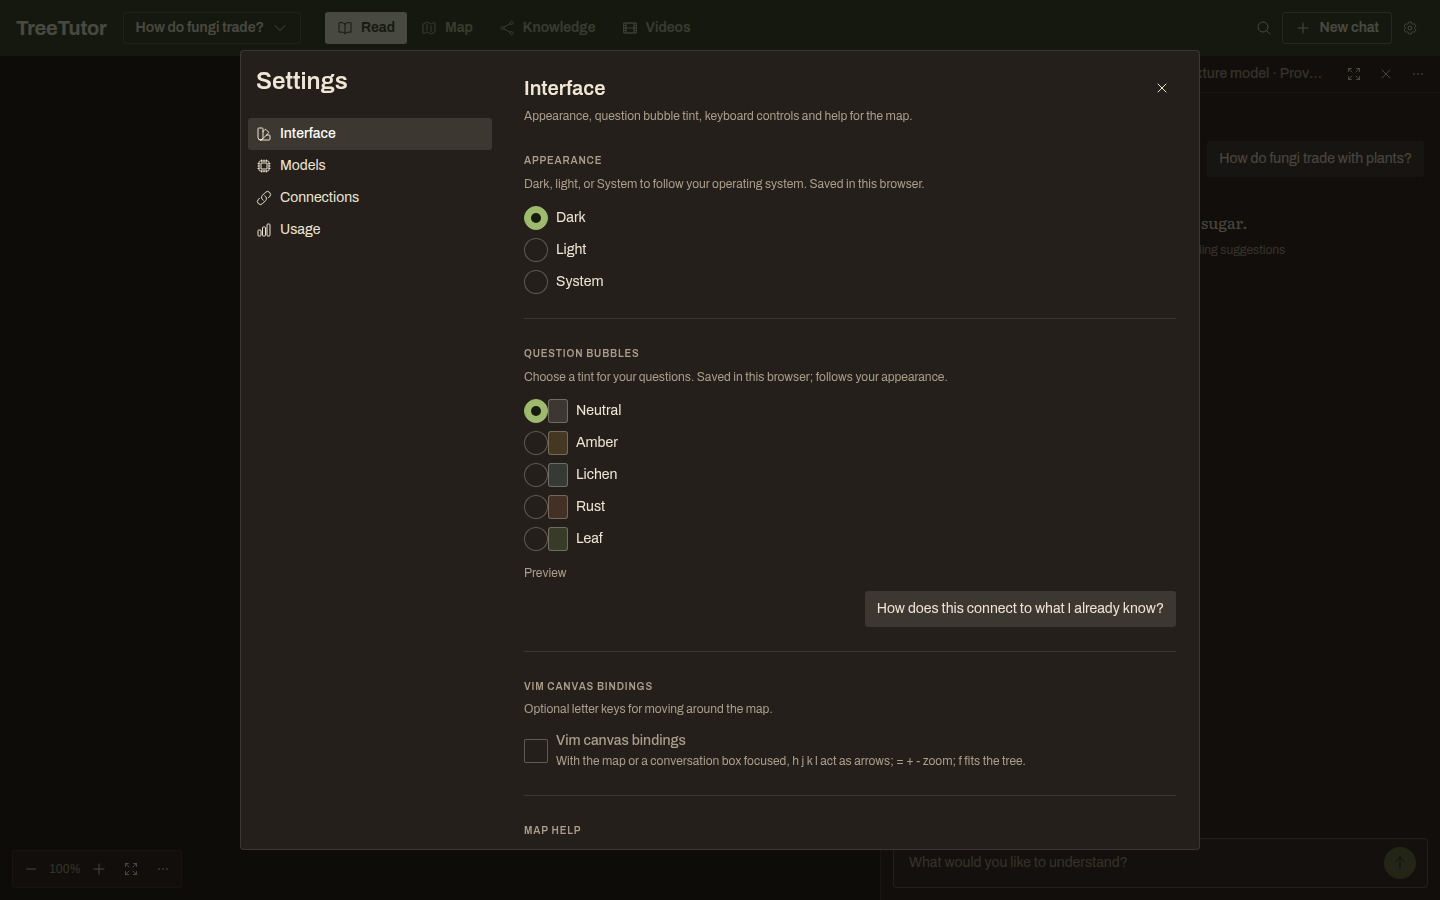 TreeTutor
How do fungi trade?
Read
Map
Knowledge
Videos
New chat
Settings
Interface
Models
Connections
Usage
Interface
Appearance, question bubble tint, keyboard controls and help for the map.
APPEARANCE
Dark, light, or System to follow your operating system. Saved in this browser.
Dark
Light
System
QUESTION BUBBLES
Choose a tint for your questions. Saved in this browser; follows your appearance.
Neutral
Amber
Lichen
Rust
Leaf
Preview
How does this connect to what I already know?
VIM CANVAS BINDINGS
Optional letter keys for moving around the map.
Vim canvas bindings
With the map or a conversation box focused, h j k l act as arrows; = + - zoom; f fits the tree.
MAP HELP
xture model · Prov...
How do fungi trade with plants?
sugar.
ling suggestions
100%
What would you like to understand?